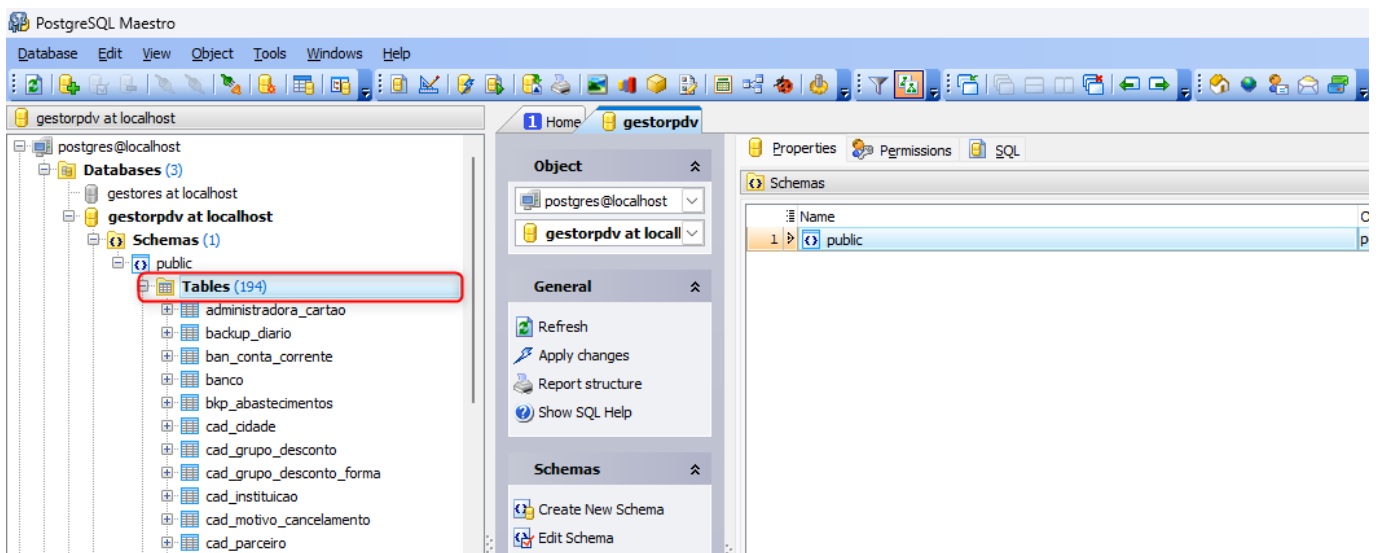 PostgreSQL Maestro
Database Edit View Object Tools Windows Help
gestorpdv at localhost
postgres@localhost
Databases (3)
gestores at localhost
gestorpdv at localhost
Schemas (1)
public
Tables (194)
administradora_cartao
backup_diario
ban_conta_corrente
banco
bkp_abastecimentos
cad_cidade
cad_grupo_desconto
cad_grupo_desconto_forma
cad_instituicao
cad_motivo_cancelamento
cad_parceiro
1 Home gestorpdv
Object
postgres@localhost
gestorpdv at locall
General
Refresh
Apply changes
Report structure
Show SQL Help
Schemas
Create New Schema
Edit Schema
Properties Permissions SQL
Schemas
Name
1 public